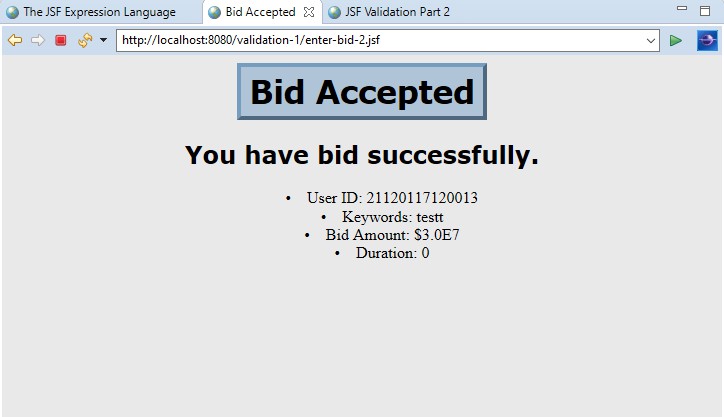 The JSF Expression Language
Bid Accepted
JSF Validation Part 2
http://localhost:8080/validation-1/enter-bid-2.jsf
Bid Accepted
You have bid successfully.
• User ID: 21120117120013
• Keywords: testt
• Bid Amount: $3.0E7
• Duration: 0